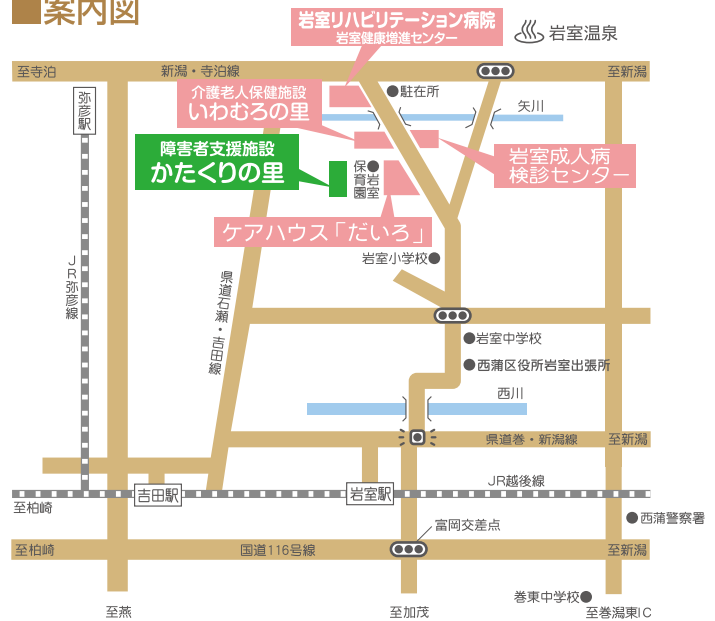 案内図
岩室リハビリテーション病院
岩室健康増進センター
岩室温泉
至寺泊
新潟・寺泊線
至新潟
介護老人保健施設
いわむろの里
駐在所
矢川
弥彦駅
障害者支援施設
かたくりの里
岩室成人病
検診センター
保育園
岩室
ケアハウス「だいろ」
岩室小学校
JR弥彦線
県道石瀬・吉田線
岩室中学校
西蒲区役所岩室出張所
西川
県道巻・新潟線
至新潟
JR越後線
吉田駅
岩室駅
至柏崎
西蒲警察署
富岡交差点
至柏崎
国道116号線
至新潟
巻東中学校
至燕
至加茂
至巻潟東IC